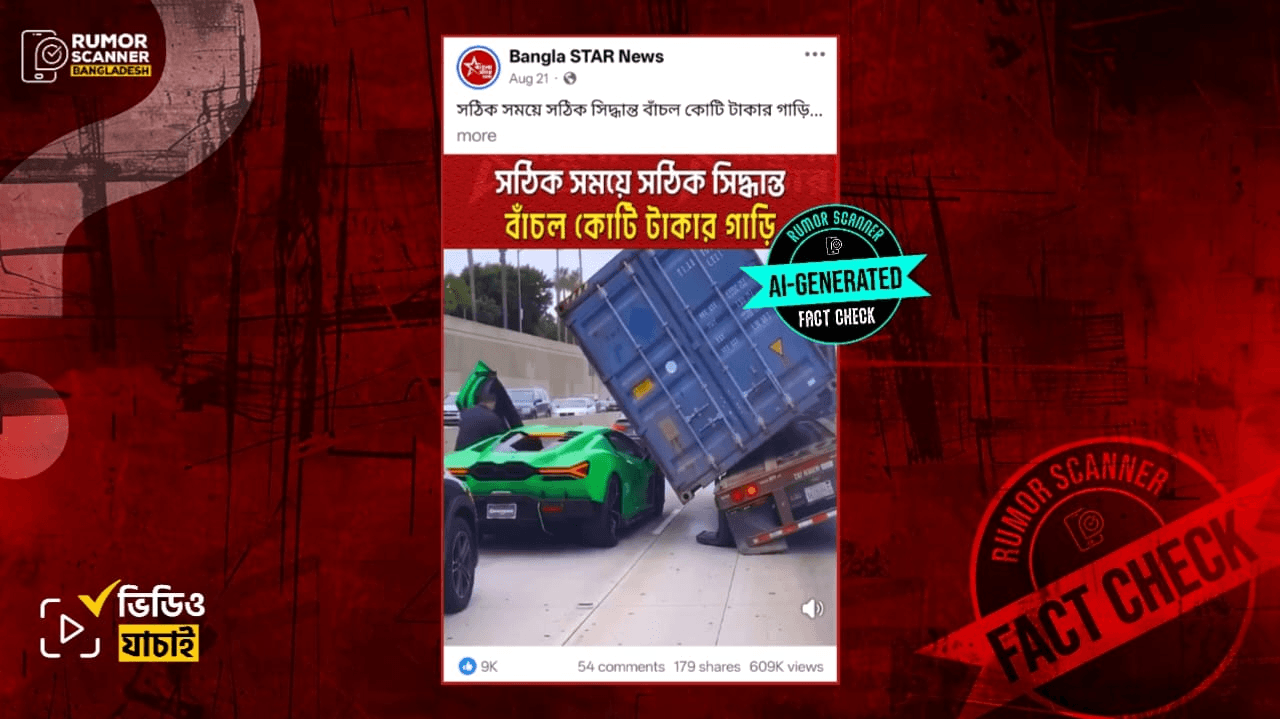 RUMOR
SCANNER
BANGLADESH
Bangla STAR News
Aug 21 ·
সঠিক সময়ে সঠিক সিদ্ধান্ত বাঁচল কোটি টাকার গাড়ি...
more
সঠিক সময়ে সঠিক সিদ্ধান্ত
বাঁচল কোটি টাকার গাড়ি
RUMOR SCANNER
AI-GENERATED
FACT CHECK
ভিডিও
যাচাই
9K
54 comments 179 shares 609K views
RUMOR SCANNER
FACT CHECK